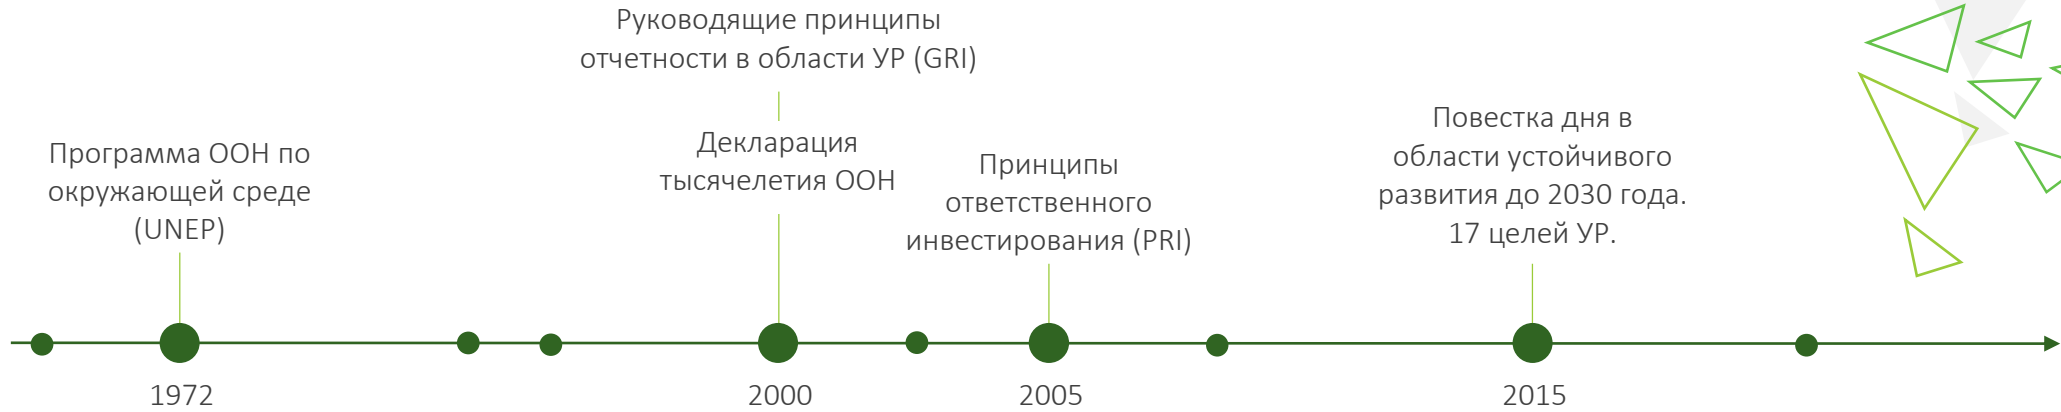 Руководящие принципы
отчетности в области УР (GRI)
Программа ООН по
окружающей среде
(UNEP)
Декларация
тысячелетия ООН
Принципы
ответственного
инвестирования (PRI)
Повестка дня в
области устойчивого
развития до 2030 года.
17 целей УР.
1972
2000
2005
2015